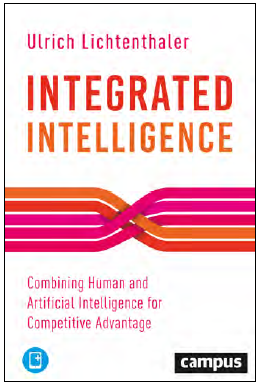 Ulrich Lichtenthaler
INTEGRATED
INTELLIGENCE
Combining Human and
Artificial Intelligence for
Competitive Advantage
campus